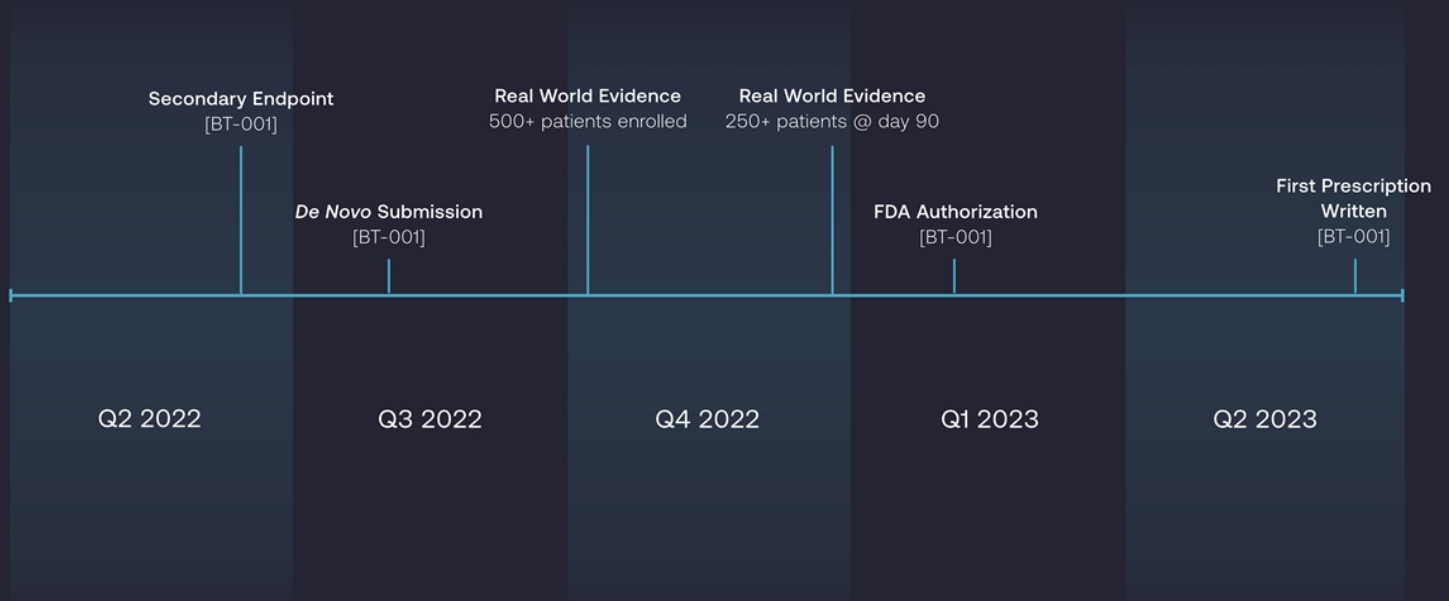 Secondary Endpoint
[BT-001]
De Novo Submission
[BT-001]
Real World Evidence
500+ patients enrolled
Real World Evidence
250+ patients @ day 90
FDA Authorization
[BT-001]
First Prescription
Written
[BT-001]
Q2 2022
Q3 2022
Q4 2022
Q1 2023
Q2 2023